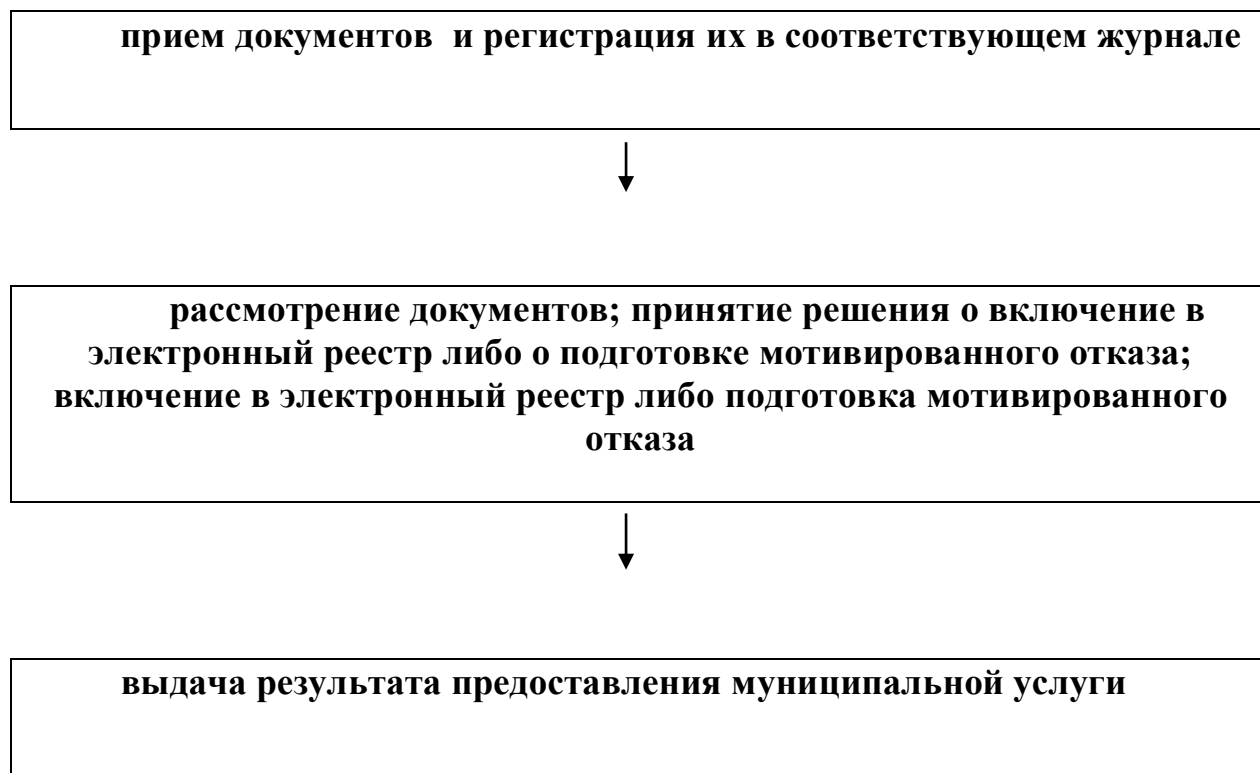 прием документов  и регистрация их в соответствующем журнале
рассмотрение документов; принятие решения о включение в
электронный реестр либо о подготовке мотивированного отказа;
включение в электронный реестр либо подготовка мотивированного
отказа
выдача результата предоставления муниципальной услуги